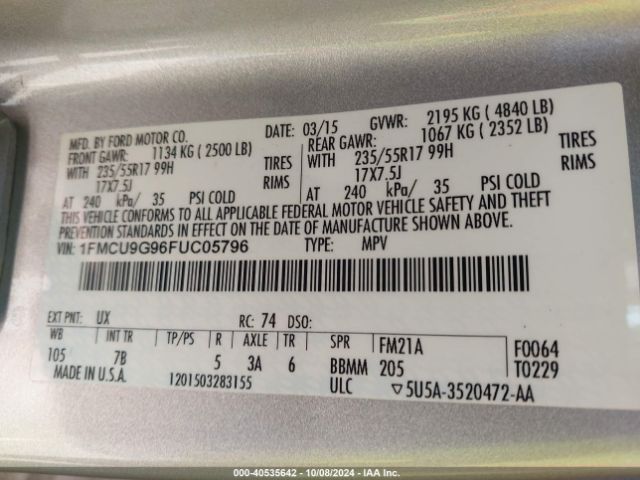 MFD. BY FORD MOTOR CO. DATE: 03/15 GVWR: 2195 KG ( 4840 LB)
FRONT GAWR: 1134 KG ( 2500 LB) REAR GAWR: 1067 KG ( 2352 LB)
WITH 235/55R17 99H TIRES WITH 235/55R17 99H TIRES
17X7.5J RIMS 17X7.5J RIMS
AT 240 kPa/ 35 PSI COLD AT 240 kPa/ 35 PSI COLD
THIS VEHICLE CONFORMS TO ALL APPLICABLE FEDERAL MOTOR VEHICLE SAFETY AND THEFT
PREVENTION STANDARDS IN EFFECT ON THE DATE OF MANUFACTURE SHOWN ABOVE.
VIN: 1FMCU9G96FUC05796 TYPE: MPV
EXT PNT: UX RC: 74 DSO:
WB INT TR TP/PS R AXLE TR SPR FM21A F0064
105 7B 5 3A 6 BBMM 205 T0229
MADE IN U.S.A. 1201503283155 ULC ▽5U5A-3520472-AA
000-40535642 | 10/08/2024 | IAA Inc.